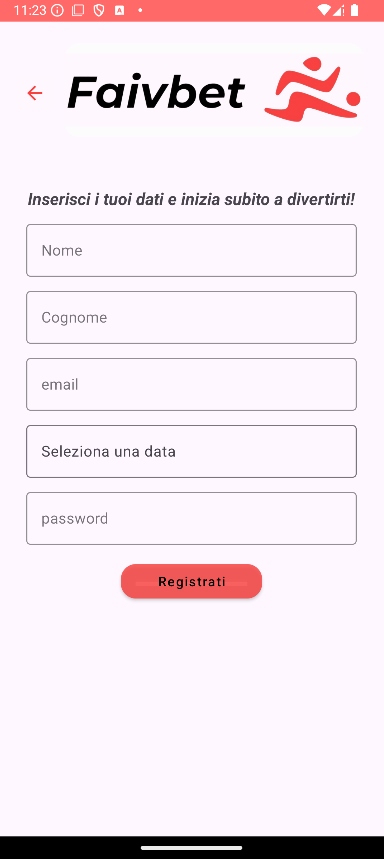 11:23
Faivbet
Inserisci i tuoi dati e inizia subito a divertirti!
Nome
Cognome
email
Seleziona una data
password
Registrati